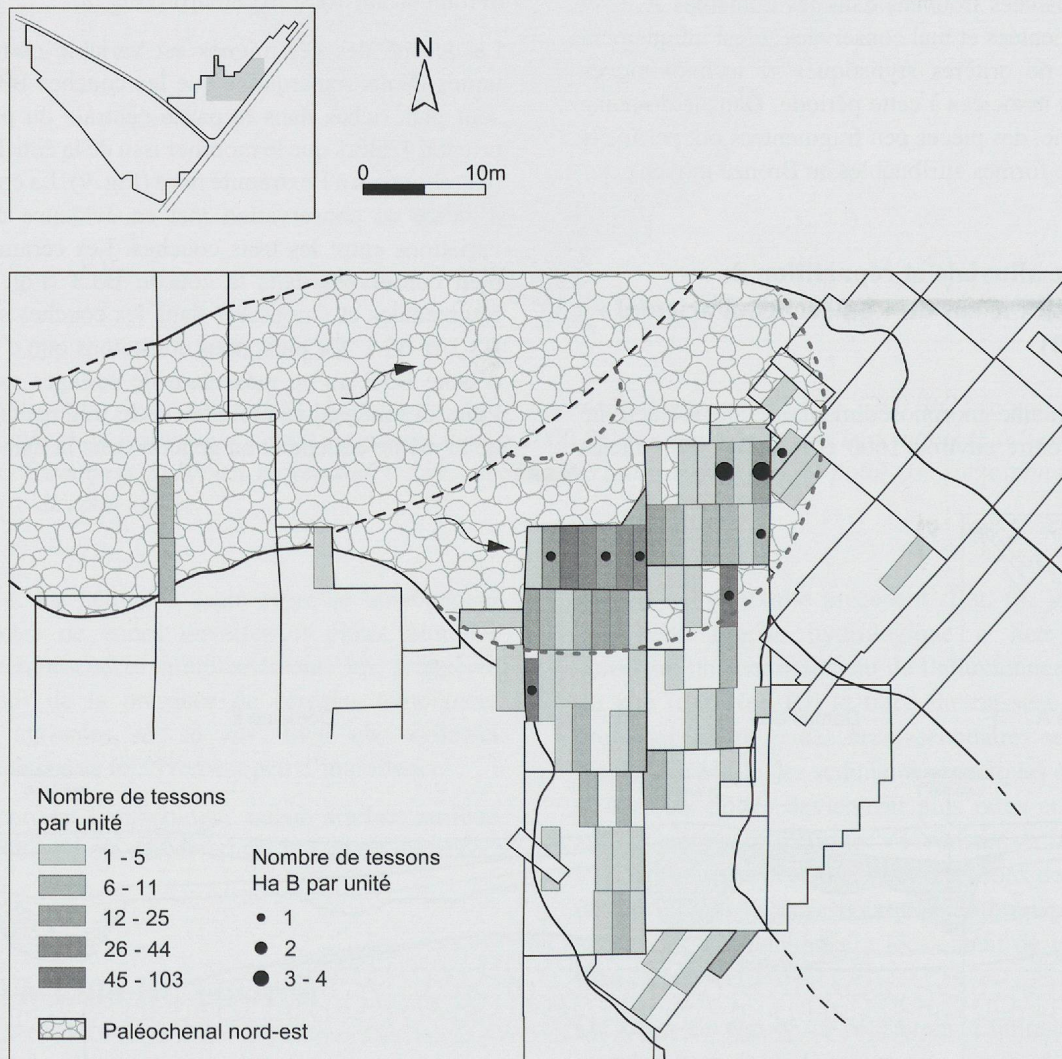 N
0 10m
Nombre de tessons
par unité
1 - 5
6 - 11
12 - 25
26 - 44
45 - 103
Nombre de tessons
Ha B par unité
1
2
3 - 4
Paléochenal nord-est